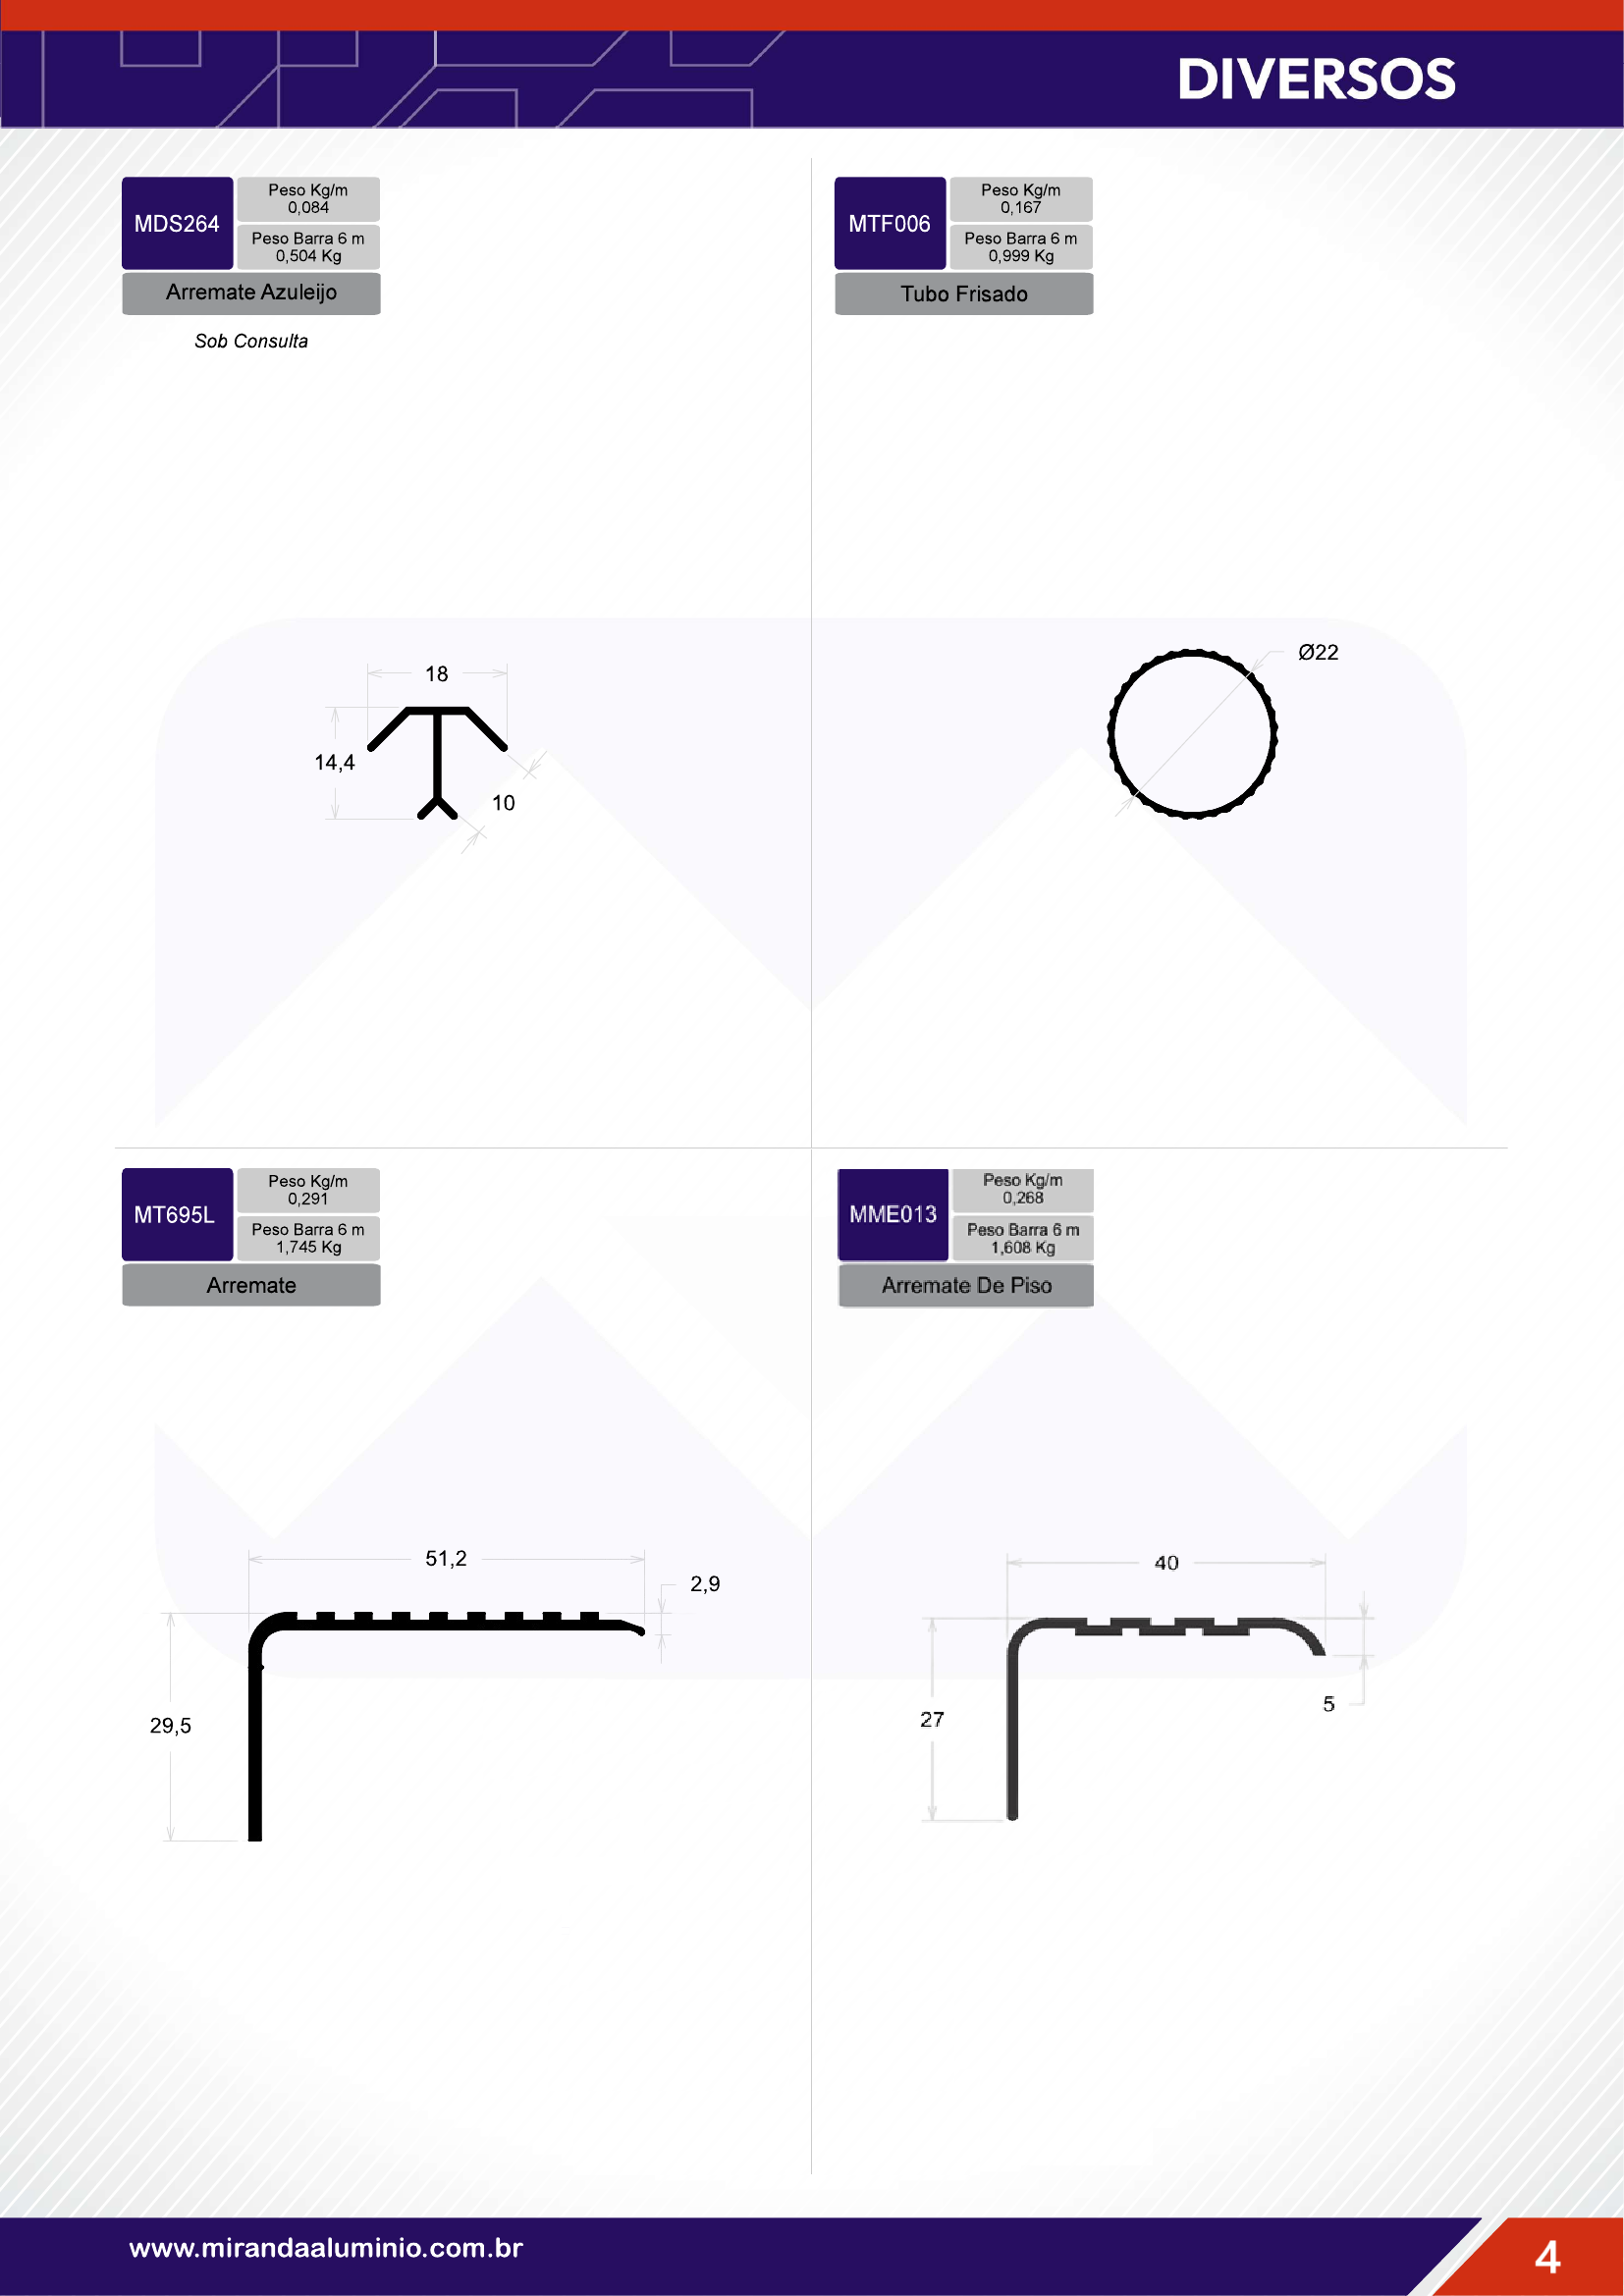 DIVERSOS
MDS264
Peso Kg/m
0,084
Peso Barra 6 m
0,504 Kg
Arremate Azuleijo
Sob Consulta
18
14,4
10
MTF006
Peso Kg/m
0,167
Peso Barra 6 m
0,999 Kg
Tubo Frisado
Ø22
MT695L
Peso Kg/m
0,291
Peso Barra 6 m
1,745 Kg
Arremate
51,2
2,9
29,5
MME013
Peso Kg/m
0,268
Peso Barra 6 m
1,608 Kg
Arremate De Piso
40
5
27
www.mirandaaluminio.com.br
4